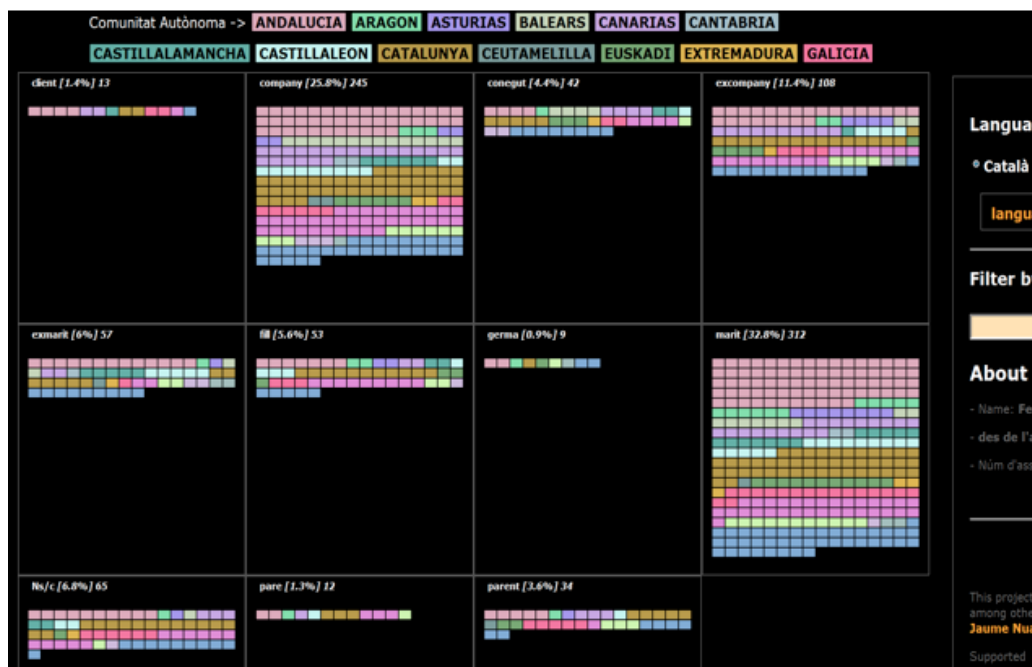 Comunitat Autònoma -> ANDALUCIA ARAGON ASTURIAS BALEARS CANARIAS CANTABRIA
CASTILLALAMANCHA CASTILLALEON CATALUNYA CEUTAMELILLA EUSKADI EXTREMADURA GALICIA
client [1.4%] 13
company [25.8%] 245
conegut [4.4%] 42
excompany [11.4%] 108
exmarit [6%] 57
fill [5.6%] 53
germa [0.9%] 9
marit [32.8%] 312
Ns/c [6.8%] 65
pare [1.3%] 12
parent [3.6%] 34
Langua
º Català
langu
Filter b
About
- Name: Fe
- des de l'a
- Núm d'ass
This project
among othe
Jaume Nua
Supported